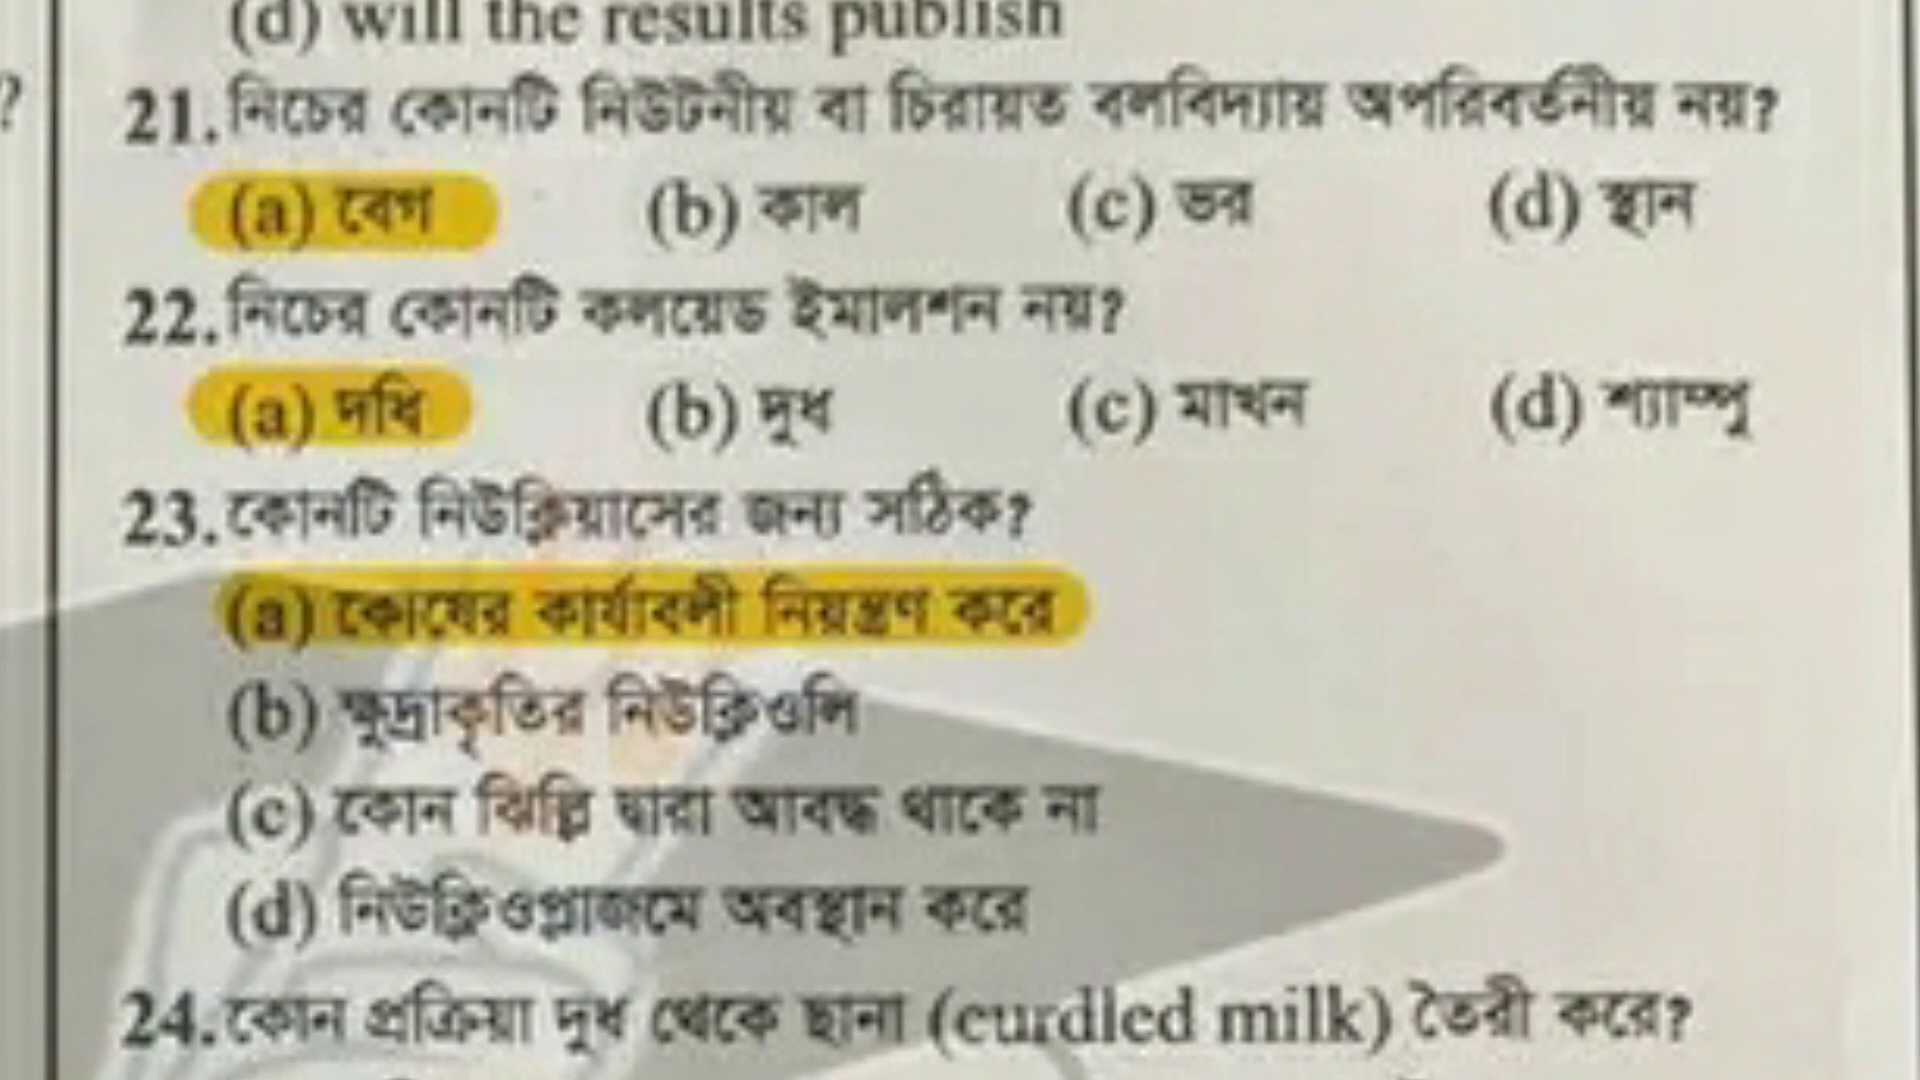 (d) will the results publish
?
21. নিচের কোনটি নিউটনীয় বা চিরায়ত বলবিদ্যায় অপরিবর্তনীয় নয়?
(a) বেগ (b) কাল (c) ভর (d) স্থান
22. নিচের কোনটি কলয়েড ইমালশন নয়?
(a) দধি (b) দুধ (c) মাখন (d) শ্যাম্পু
23. কোনটি নিউক্লিয়াসের জন্য সঠিক?
(a) কোষের কার্যাবলী নিয়ন্ত্রণ করে
(b) ক্ষুদ্রাকৃতির নিউক্লিওলি
(c) কোন ঝিল্লি দ্বারা আবদ্ধ থাকে না
(d) নিউক্লিওপ্লাজমে অবস্থান করে
24. কোন প্রক্রিয়া দুধ থেকে ছানা (curdled milk) তৈরী করে?